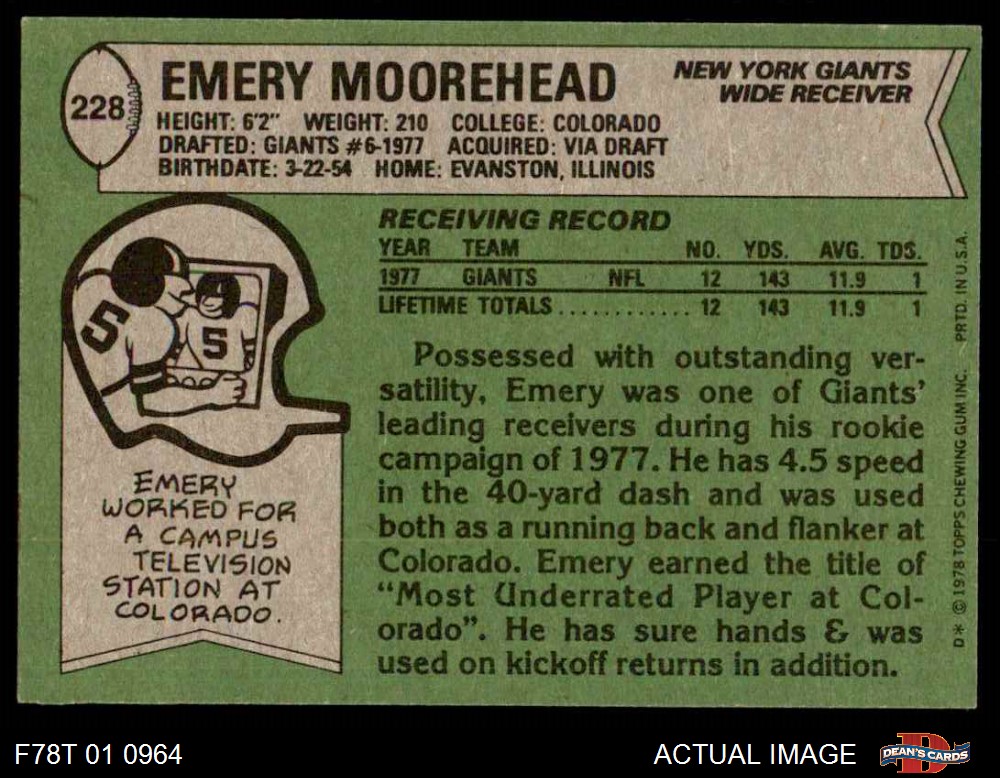 228
EMERY MOOREHEAD
NEW YORK GIANTS
WIDE RECEIVER
HEIGHT: 6'2" WEIGHT: 210 COLLEGE: COLORADO
DRAFTED: GIANTS #6-1977 ACQUIRED: VIA DRAFT
BIRTHDATE: 3-22-54 HOME: EVANSTON, ILLINOIS
RECEIVING RECORD
YEAR TEAM NO. YDS. AVG. TDS.
1977 GIANTS NFL 12 143 11.9 1
LIFETIME TOTALS............ 12 143 11.9 1
Possessed with outstanding ver-
satility, Emery was one of Giants'
leading receivers during his rookie
campaign of 1977. He has 4.5 speed
in the 40-yard dash and was used
both as a running back and flanker at
Colorado. Emery earned the title of
"Most Underrated Player at Col-
orado". He has sure hands & was
used on kickoff returns in addition.
5
5
EMERY
WORKED FOR
A CAMPUS
TELEVISION
STATION AT
COLORADO.
D* © 1978 TOPPS CHEWING GUM INC. PRTD. IN U.S.A.
F78T 01 0964
ACTUAL IMAGE
D
DEAN'S CARDS